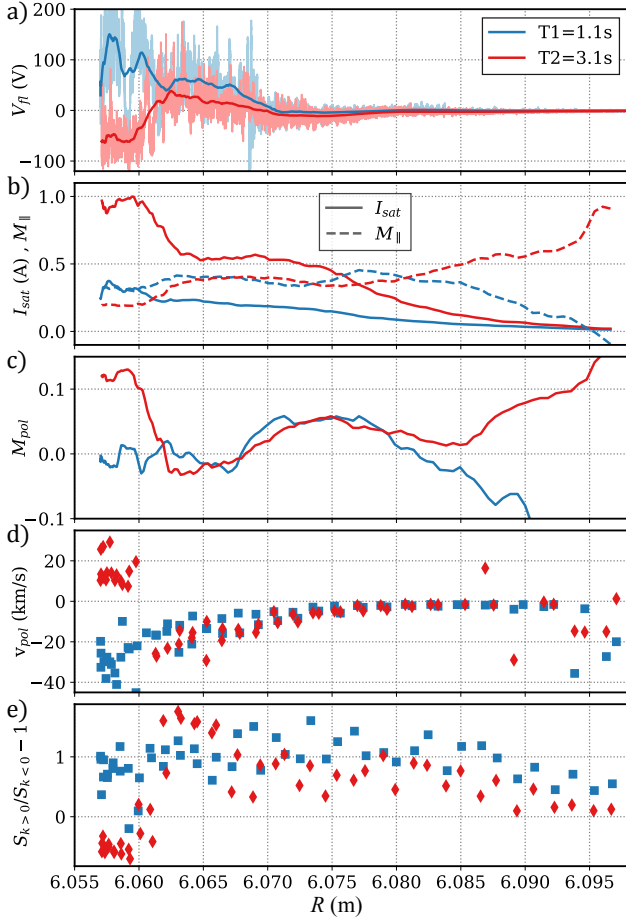 a)
200
100
0
−100
V_fl (V)
T1=1.1s
T2=3.1s
b)
1.0
0.5
0.0
I_sat (A) , M_∥
I_sat
M_∥
c)
0.1
0.0
−0.1
M_pol
d)
20
0
−20
−40
v_pol (km/s)
e)
1
0
S_k>0/S_k<0 − 1
6.055 6.060 6.065 6.070 6.075 6.080 6.085 6.090 6.095
R (m)